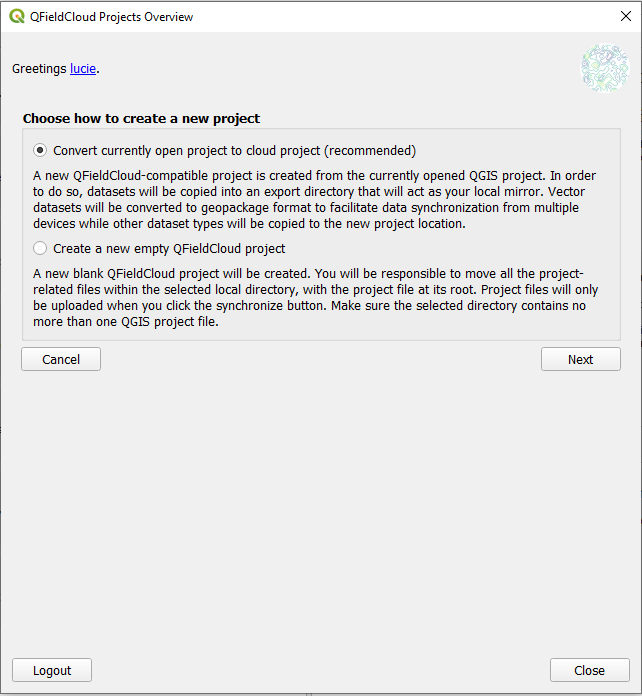 QFieldCloud Projects Overview
Greetings lucie.
Choose how to create a new project
Convert currently open project to cloud project (recommended)
A new QFieldCloud-compatible project is created from the currently opened QGIS project. In order
to do so, datasets will be copied into an export directory that will act as your local mirror. Vector
datasets will be converted to geopackage format to facilitate data synchronization from multiple
devices while other dataset types will be copied to the new project location.
Create a new empty QFieldCloud project
A new blank QFieldCloud project will be created. You will be responsible to move all the project-
related files within the selected local directory, with the project file at its root. Project files will only
be uploaded when you click the synchronize button. Make sure the selected directory contains no
more than one QGIS project file.
Cancel
Next
Logout
Close